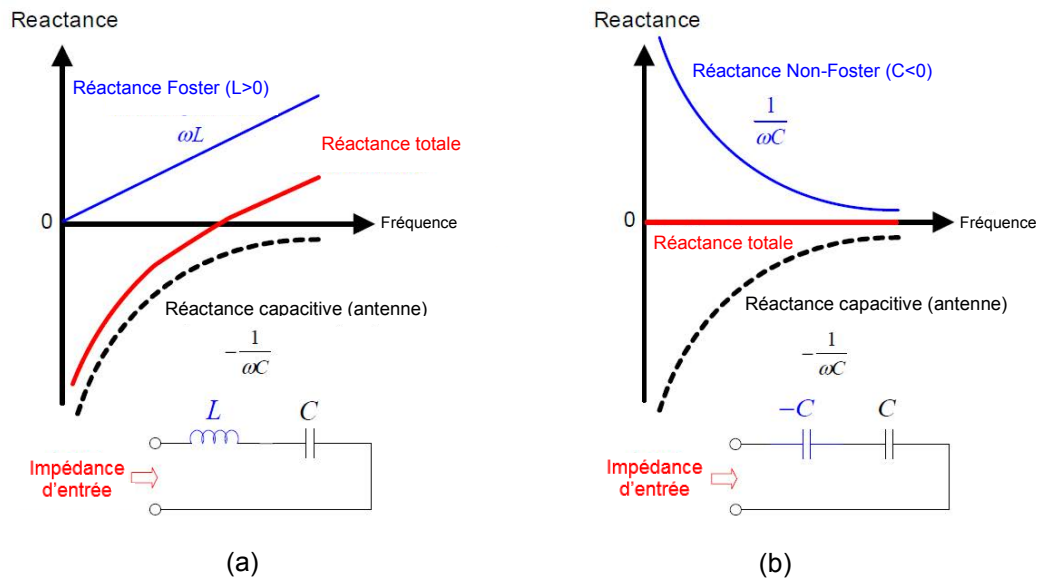 Reactance
Réactance Foster (L>0)
ωL
Réactance totale
0
Fréquence
Réactance capacitive (antenne)
-1/ωC
L
C
Impédance
d'entrée
(a)
Reactance
Réactance Non-Foster (C<0)
1/ωC
0
Fréquence
Réactance totale
Réactance capacitive (antenne)
-1/ωC
-C
C
Impédance
d'entrée
(b)